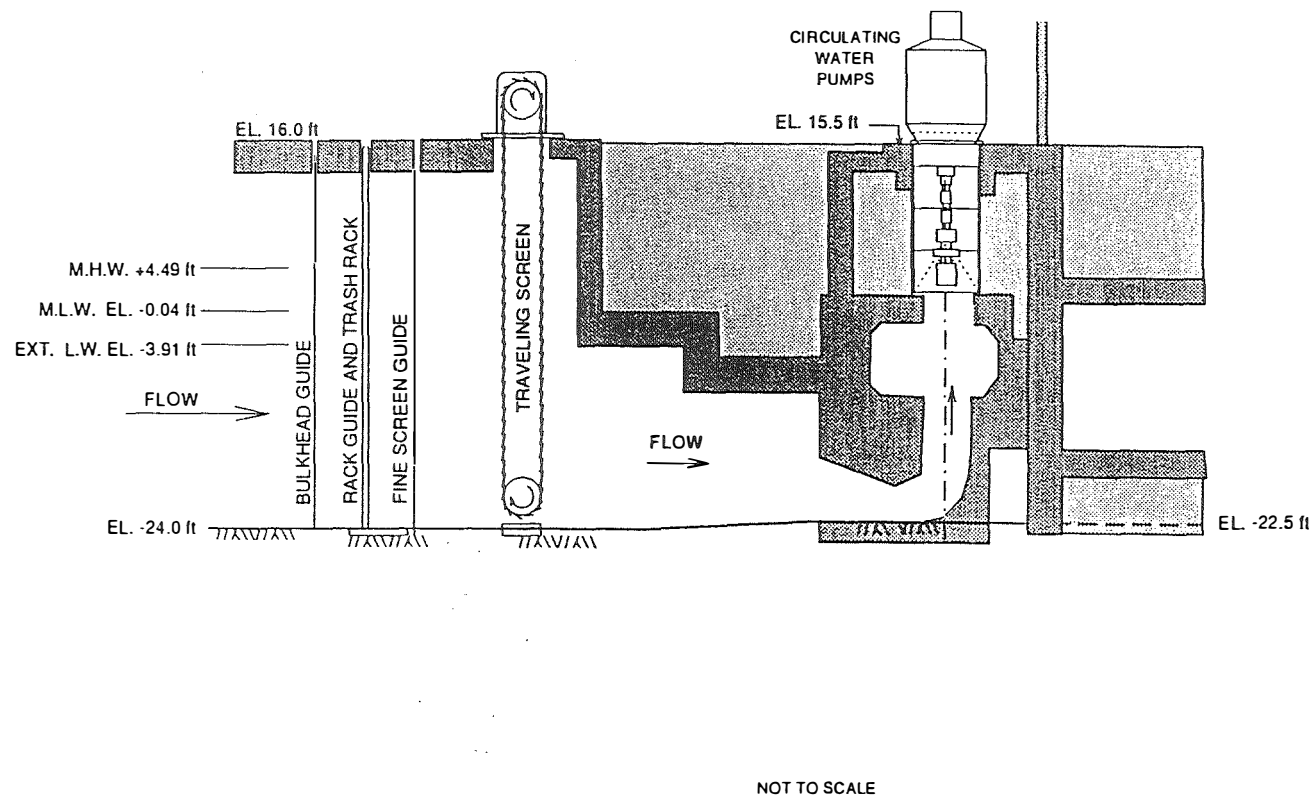 CIRCULATING
WATER
PUMPS
EL. 16.0 ft
EL. 15.5 ft
M.H.W. +4.49 ft
M.L.W. EL. -0.04 ft
EXT. L.W. EL. -3.91 ft
FLOW
BULKHEAD GUIDE
RACK GUIDE AND TRASH RACK
FINE SCREEN GUIDE
TRAVELING SCREEN
FLOW
EL. -24.0 ft
EL. -22.5 ft
NOT TO SCALE